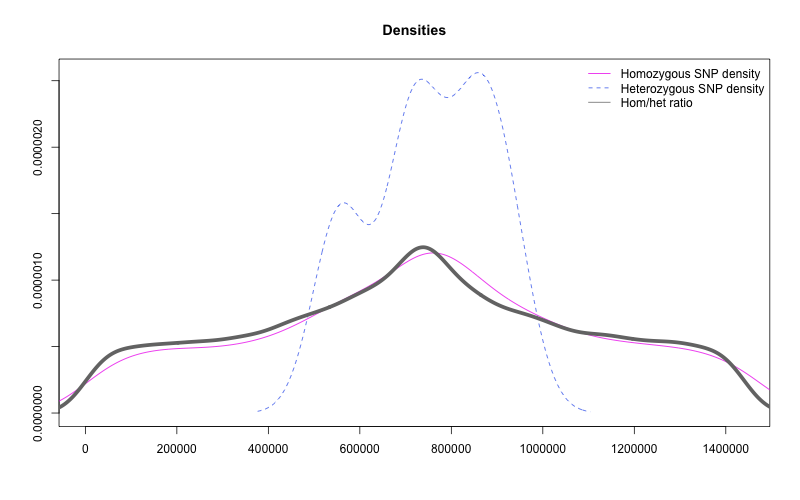 Densities
Homozygous SNP density
Heterozygous SNP density
Hom/het ratio
0.0000020
0.0000010
0.0000000
0 200000 400000 600000 800000 1000000 1200000 1400000